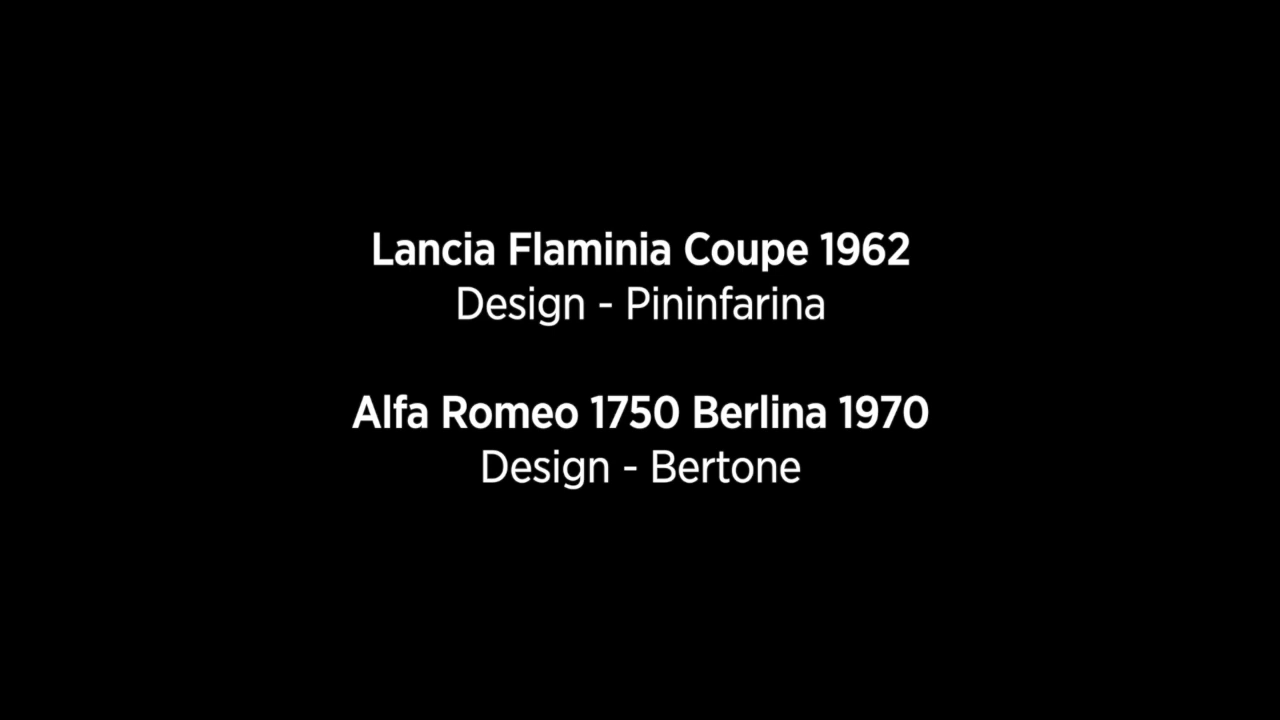 Lancia Flaminia Coupe 1962
Design - Pininfarina
Alfa Romeo 1750 Berlina 1970
Design - Bertone